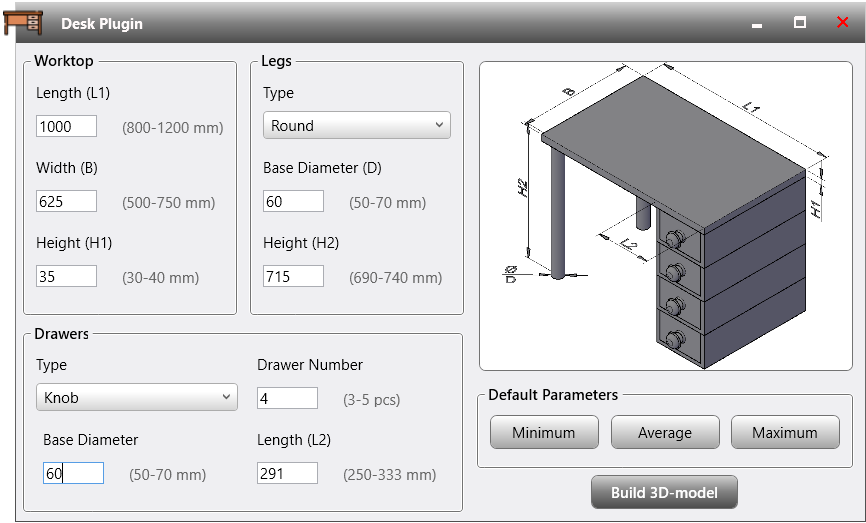 Desk Plugin
Worktop
Length (L1)
1000 (800-1200 mm)
Width (B)
625 (500-750 mm)
Height (H1)
35 (30-40 mm)
Legs
Type
Round
Base Diameter (D)
60 (50-70 mm)
Height (H2)
715 (690-740 mm)
Drawers
Type
Knob
Drawer Number
4 (3-5 pcs)
Base Diameter
60 (50-70 mm)
Length (L2)
291 (250-333 mm)
B
L1
H2
H1
L2
Ø
D
Default Parameters
Minimum Average Maximum
Build 3D-model